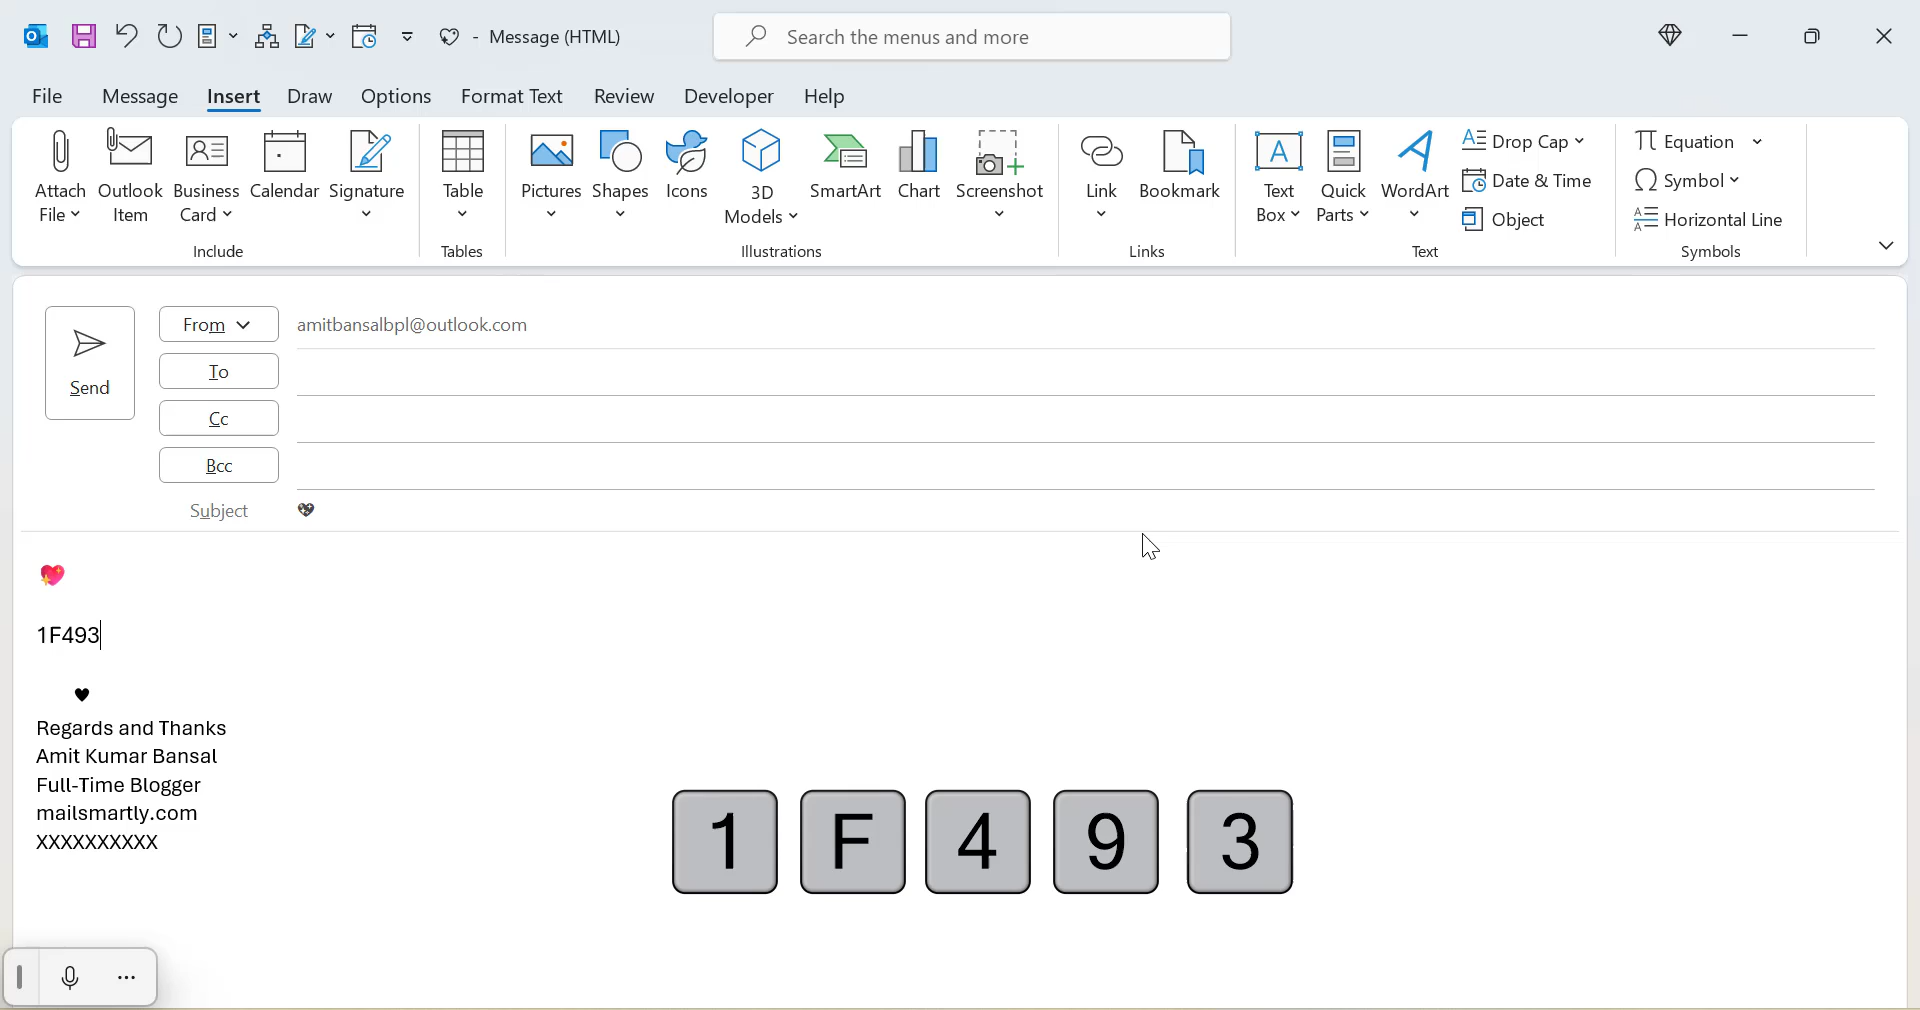 - Message (HTML)
Search the menus and more
File Message Insert Draw Options Format Text Review Developer Help
Attach File
Outlook Item
Business Card
Calendar
Signature
Include
Table
Tables
Pictures
Shapes
Icons
3D Models
SmartArt
Chart
Screenshot
Illustrations
Link
Bookmark
Links
Text Box
Quick Parts
WordArt
Drop Cap
Date & Time
Object
Text
Equation
Symbol
Horizontal Line
Symbols
Send
From amitbansalbpl@outlook.com
To
Cc
Bcc
Subject 💖
💖
1F493
♥
Regards and Thanks
Amit Kumar Bansal
Full-Time Blogger
mailsmartly.com
XXXXXXXXXX
1 F 4 9 3